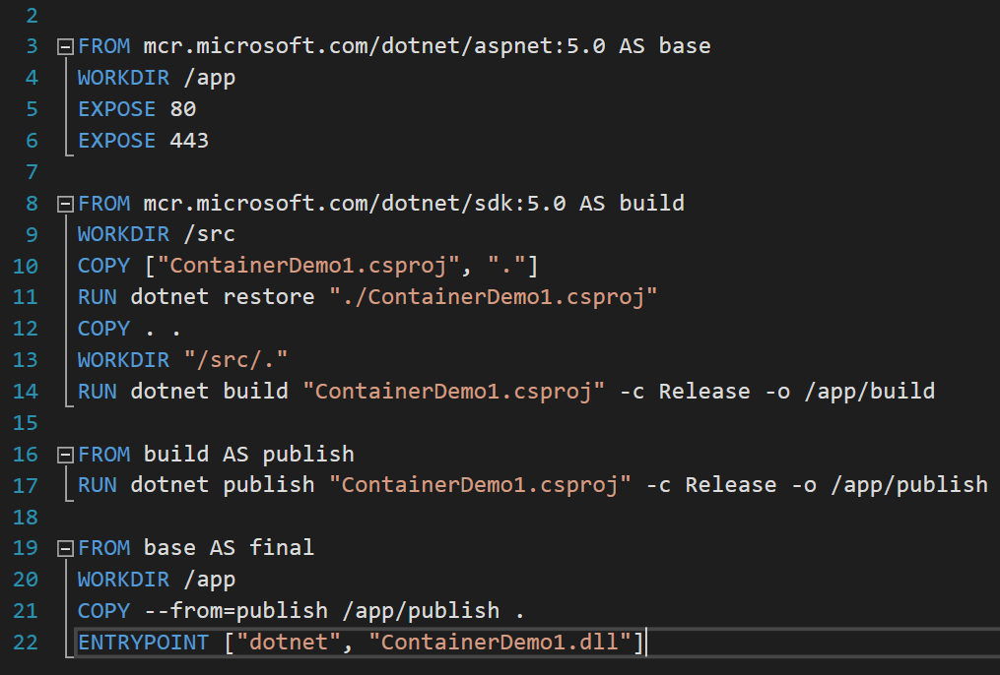 2
3 FROM mcr.microsoft.com/dotnet/aspnet:5.0 AS base
4 WORKDIR /app
5 EXPOSE 80
6 EXPOSE 443
7
8 FROM mcr.microsoft.com/dotnet/sdk:5.0 AS build
9 WORKDIR /src
10 COPY ["ContainerDemo1.csproj", "."]
11 RUN dotnet restore "./ContainerDemo1.csproj"
12 COPY . .
13 WORKDIR "/src/."
14 RUN dotnet build "ContainerDemo1.csproj" -c Release -o /app/build
15
16 FROM build AS publish
17 RUN dotnet publish "ContainerDemo1.csproj" -c Release -o /app/publish
18
19 FROM base AS final
20 WORKDIR /app
21 COPY --from=publish /app/publish .
22 ENTRYPOINT ["dotnet", "ContainerDemo1.dll"]